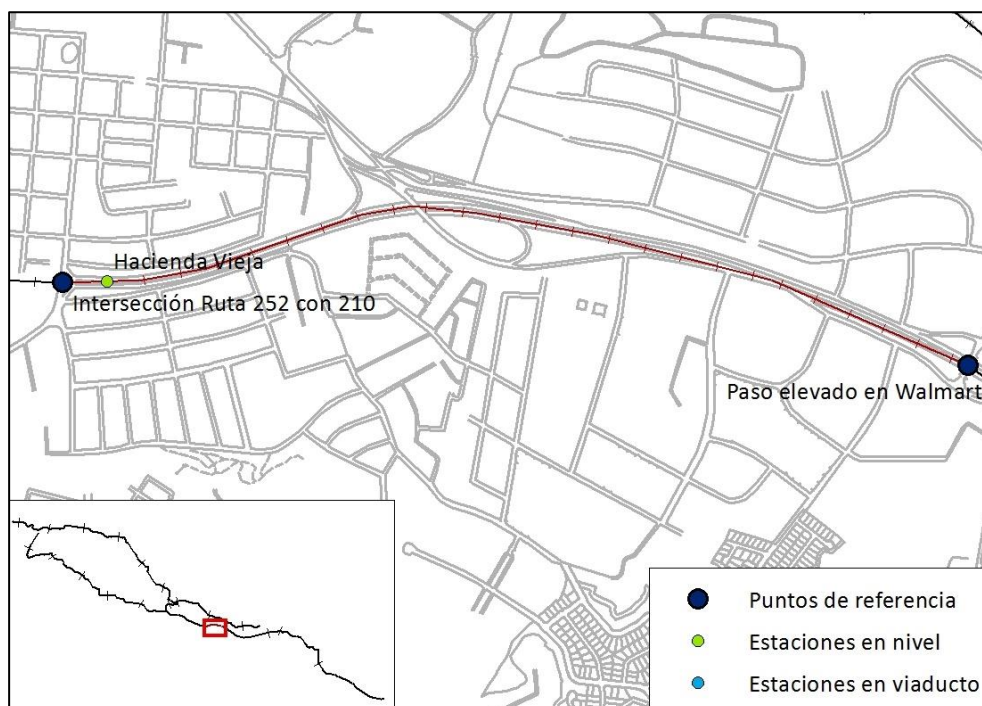 Hacienda Vieja
Intersección Ruta 252 con 210
Paso elevado en Walmart
Puntos de referencia
Estaciones en nivel
Estaciones en viaducto